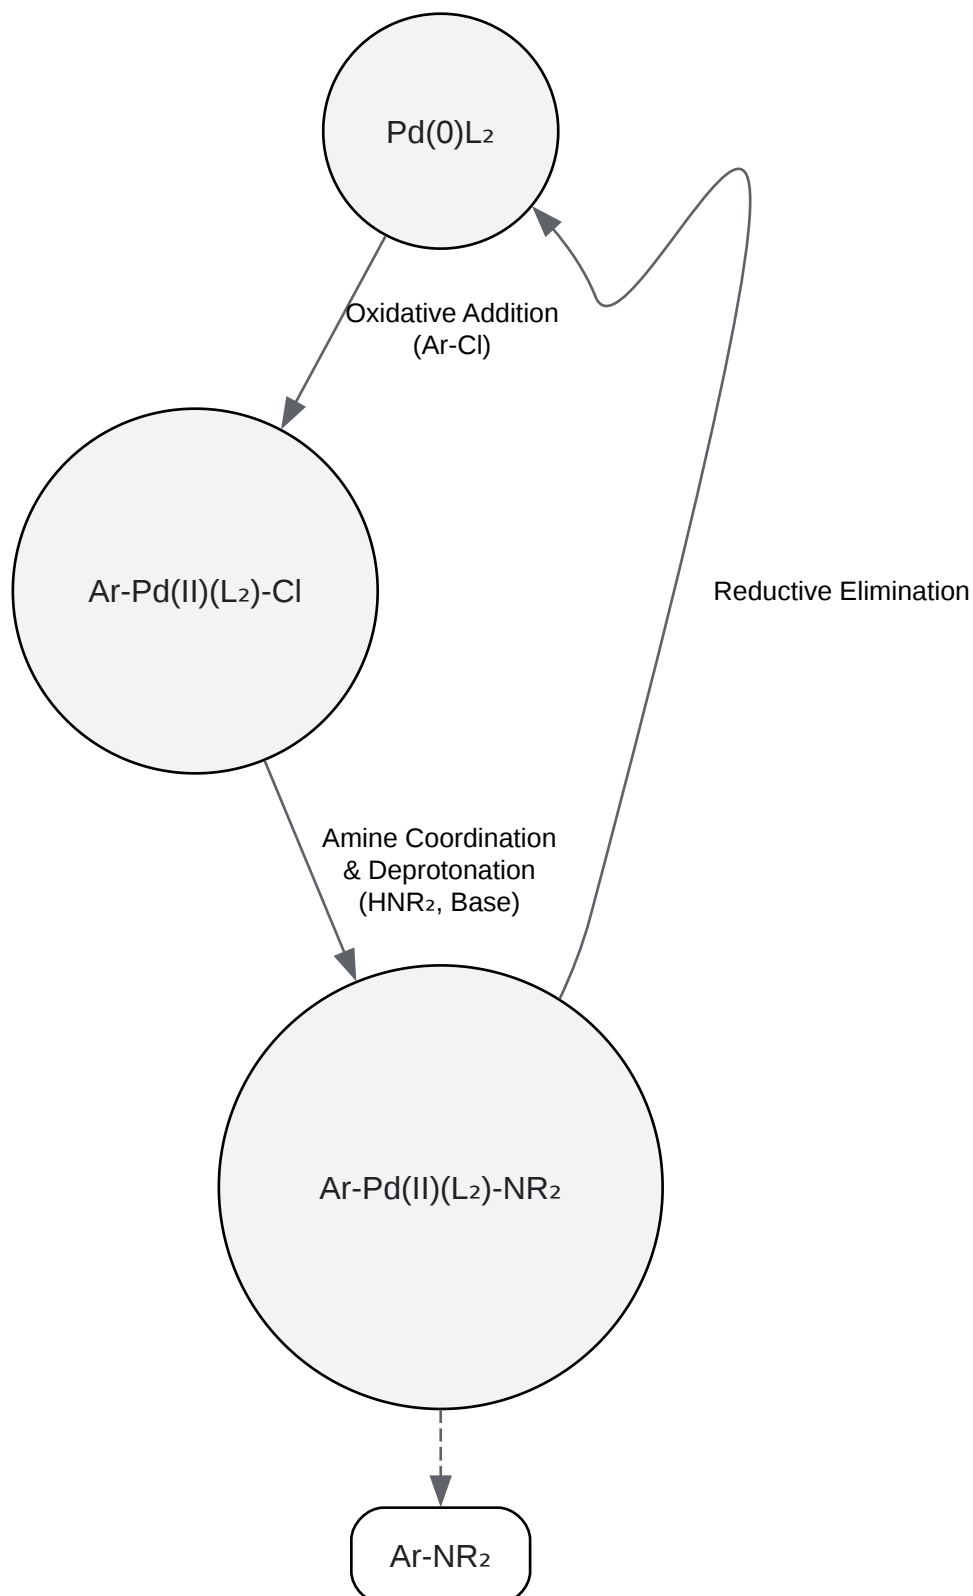 Pd(0)L₂
Oxidative Addition
(Ar-Cl)
Ar-Pd(II)(L₂)-Cl
Reductive Elimination
Amine Coordination
& Deprotonation
(HNR₂, Base)
Ar-Pd(II)(L₂)-NR₂
Ar-NR₂